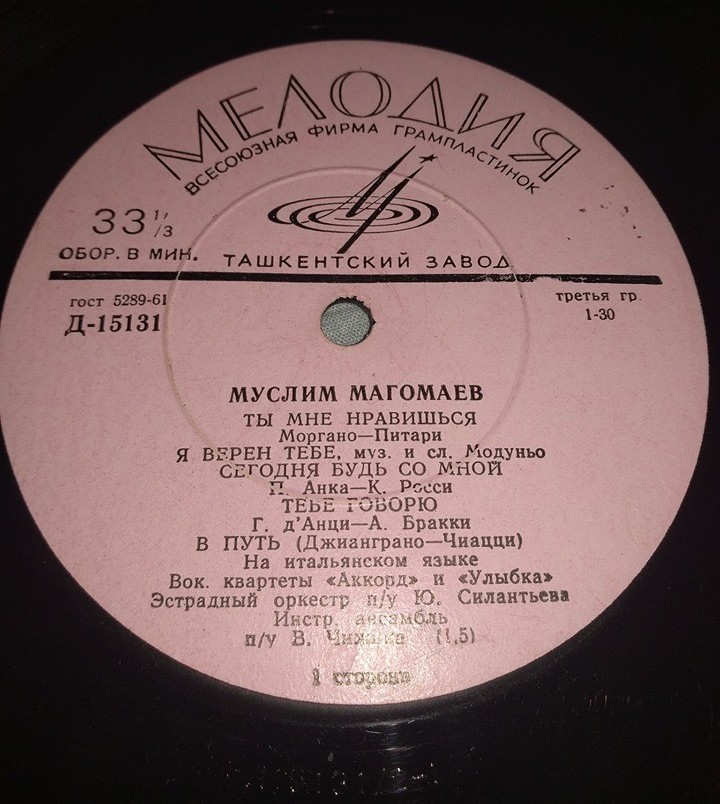 МЕЛОДИЯ
ВСЕСОЮЗНАЯ ФИРМА ГРАМПЛАСТИНОК
33 1/3
ОБОР. В МИН.
ТАШКЕНТСКИЙ ЗАВОД
гост 5289-61
Д-15131
третья гр.
1-30
МУСЛИМ МАГОМАЕВ
ТЫ МНЕ НРАВИШЬСЯ
Моргано—Питари
Я ВЕРЕН ТЕБЕ, муз. и сл. Модуньо
СЕГОДНЯ БУДЬ СО МНОЙ
П. Анка—К. Росси
ТЕБЕ ГОВОРЮ
Г. д'Анци—А. Бракки
В ПУТЬ (Джианграно—Чиацци)
На итальянском языке
Вок. квартеты «Аккорд» и «Улыбка»
Эстрадный оркестр п/у Ю. Силантьева
Инстр. ансамбль
п/у В. (1,5)
1 сторона